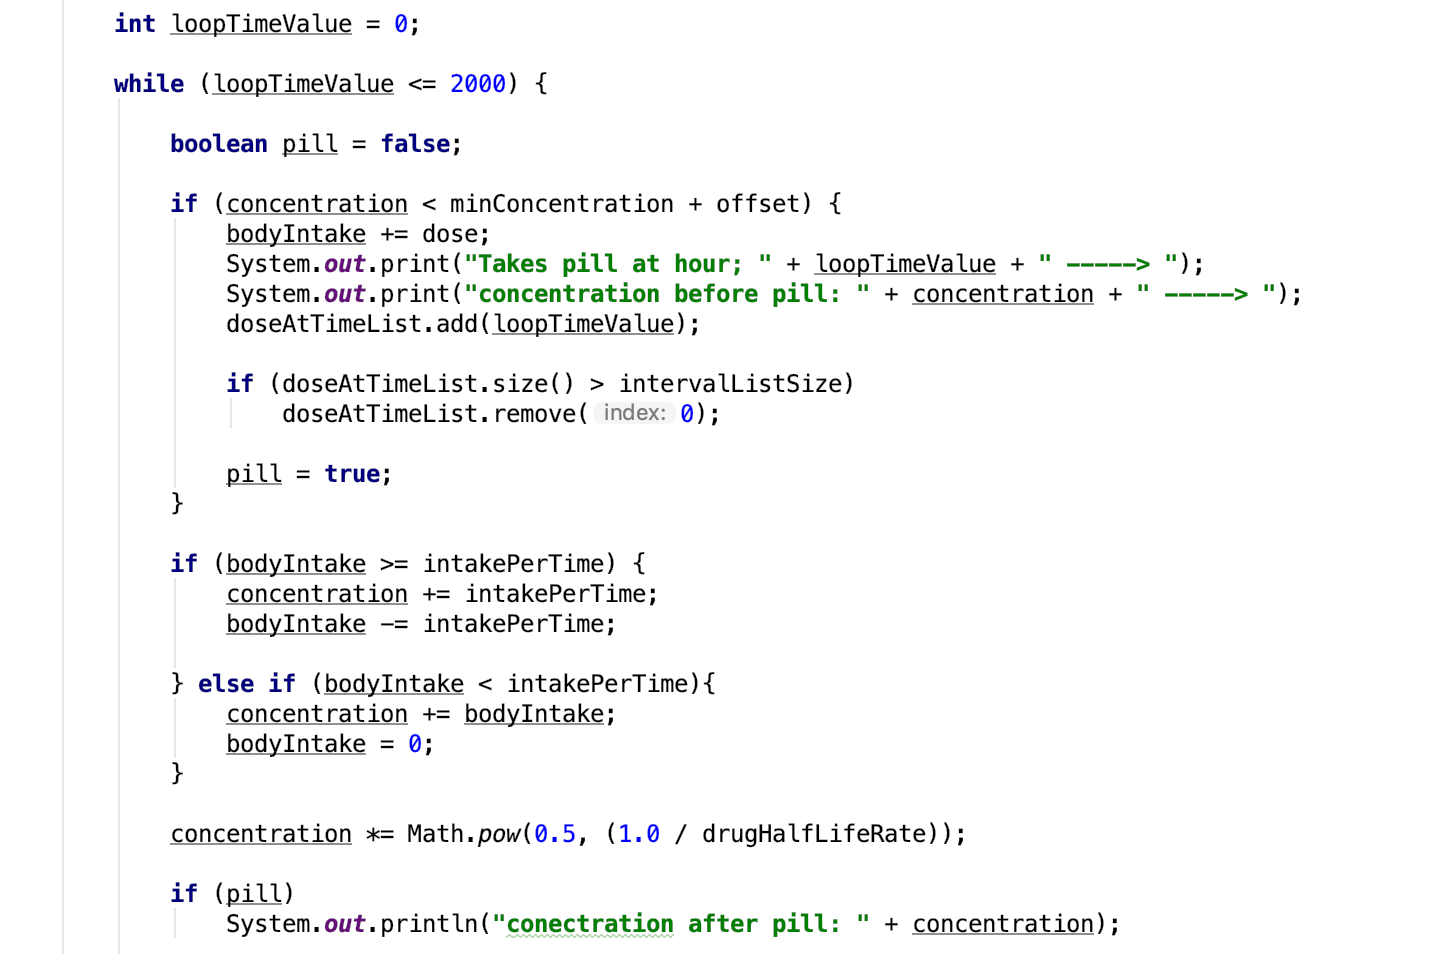 int loopTimeValue = 0;
while (loopTimeValue <= 2000) {
boolean pill = false;
if (concentration < minConcentration + offset) {
bodyIntake += dose;
System.out.print("Takes pill at hour; " + loopTimeValue + " -----> ");
System.out.print("concentration before pill: " + concentration + " -----> ");
doseAtTimeList.add(loopTimeValue);
if (doseAtTimeList.size() > intervalListSize)
doseAtTimeList.remove( index: 0);
pill = true;
}
if (bodyIntake >= intakePerTime) {
concentration += intakePerTime;
bodyIntake -= intakePerTime;
} else if (bodyIntake < intakePerTime){
concentration += bodyIntake;
bodyIntake = 0;
}
concentration *= Math.pow(0.5, (1.0 / drugHalfLifeRate));
if (pill)
System.out.println("conectration after pill: " + concentration);